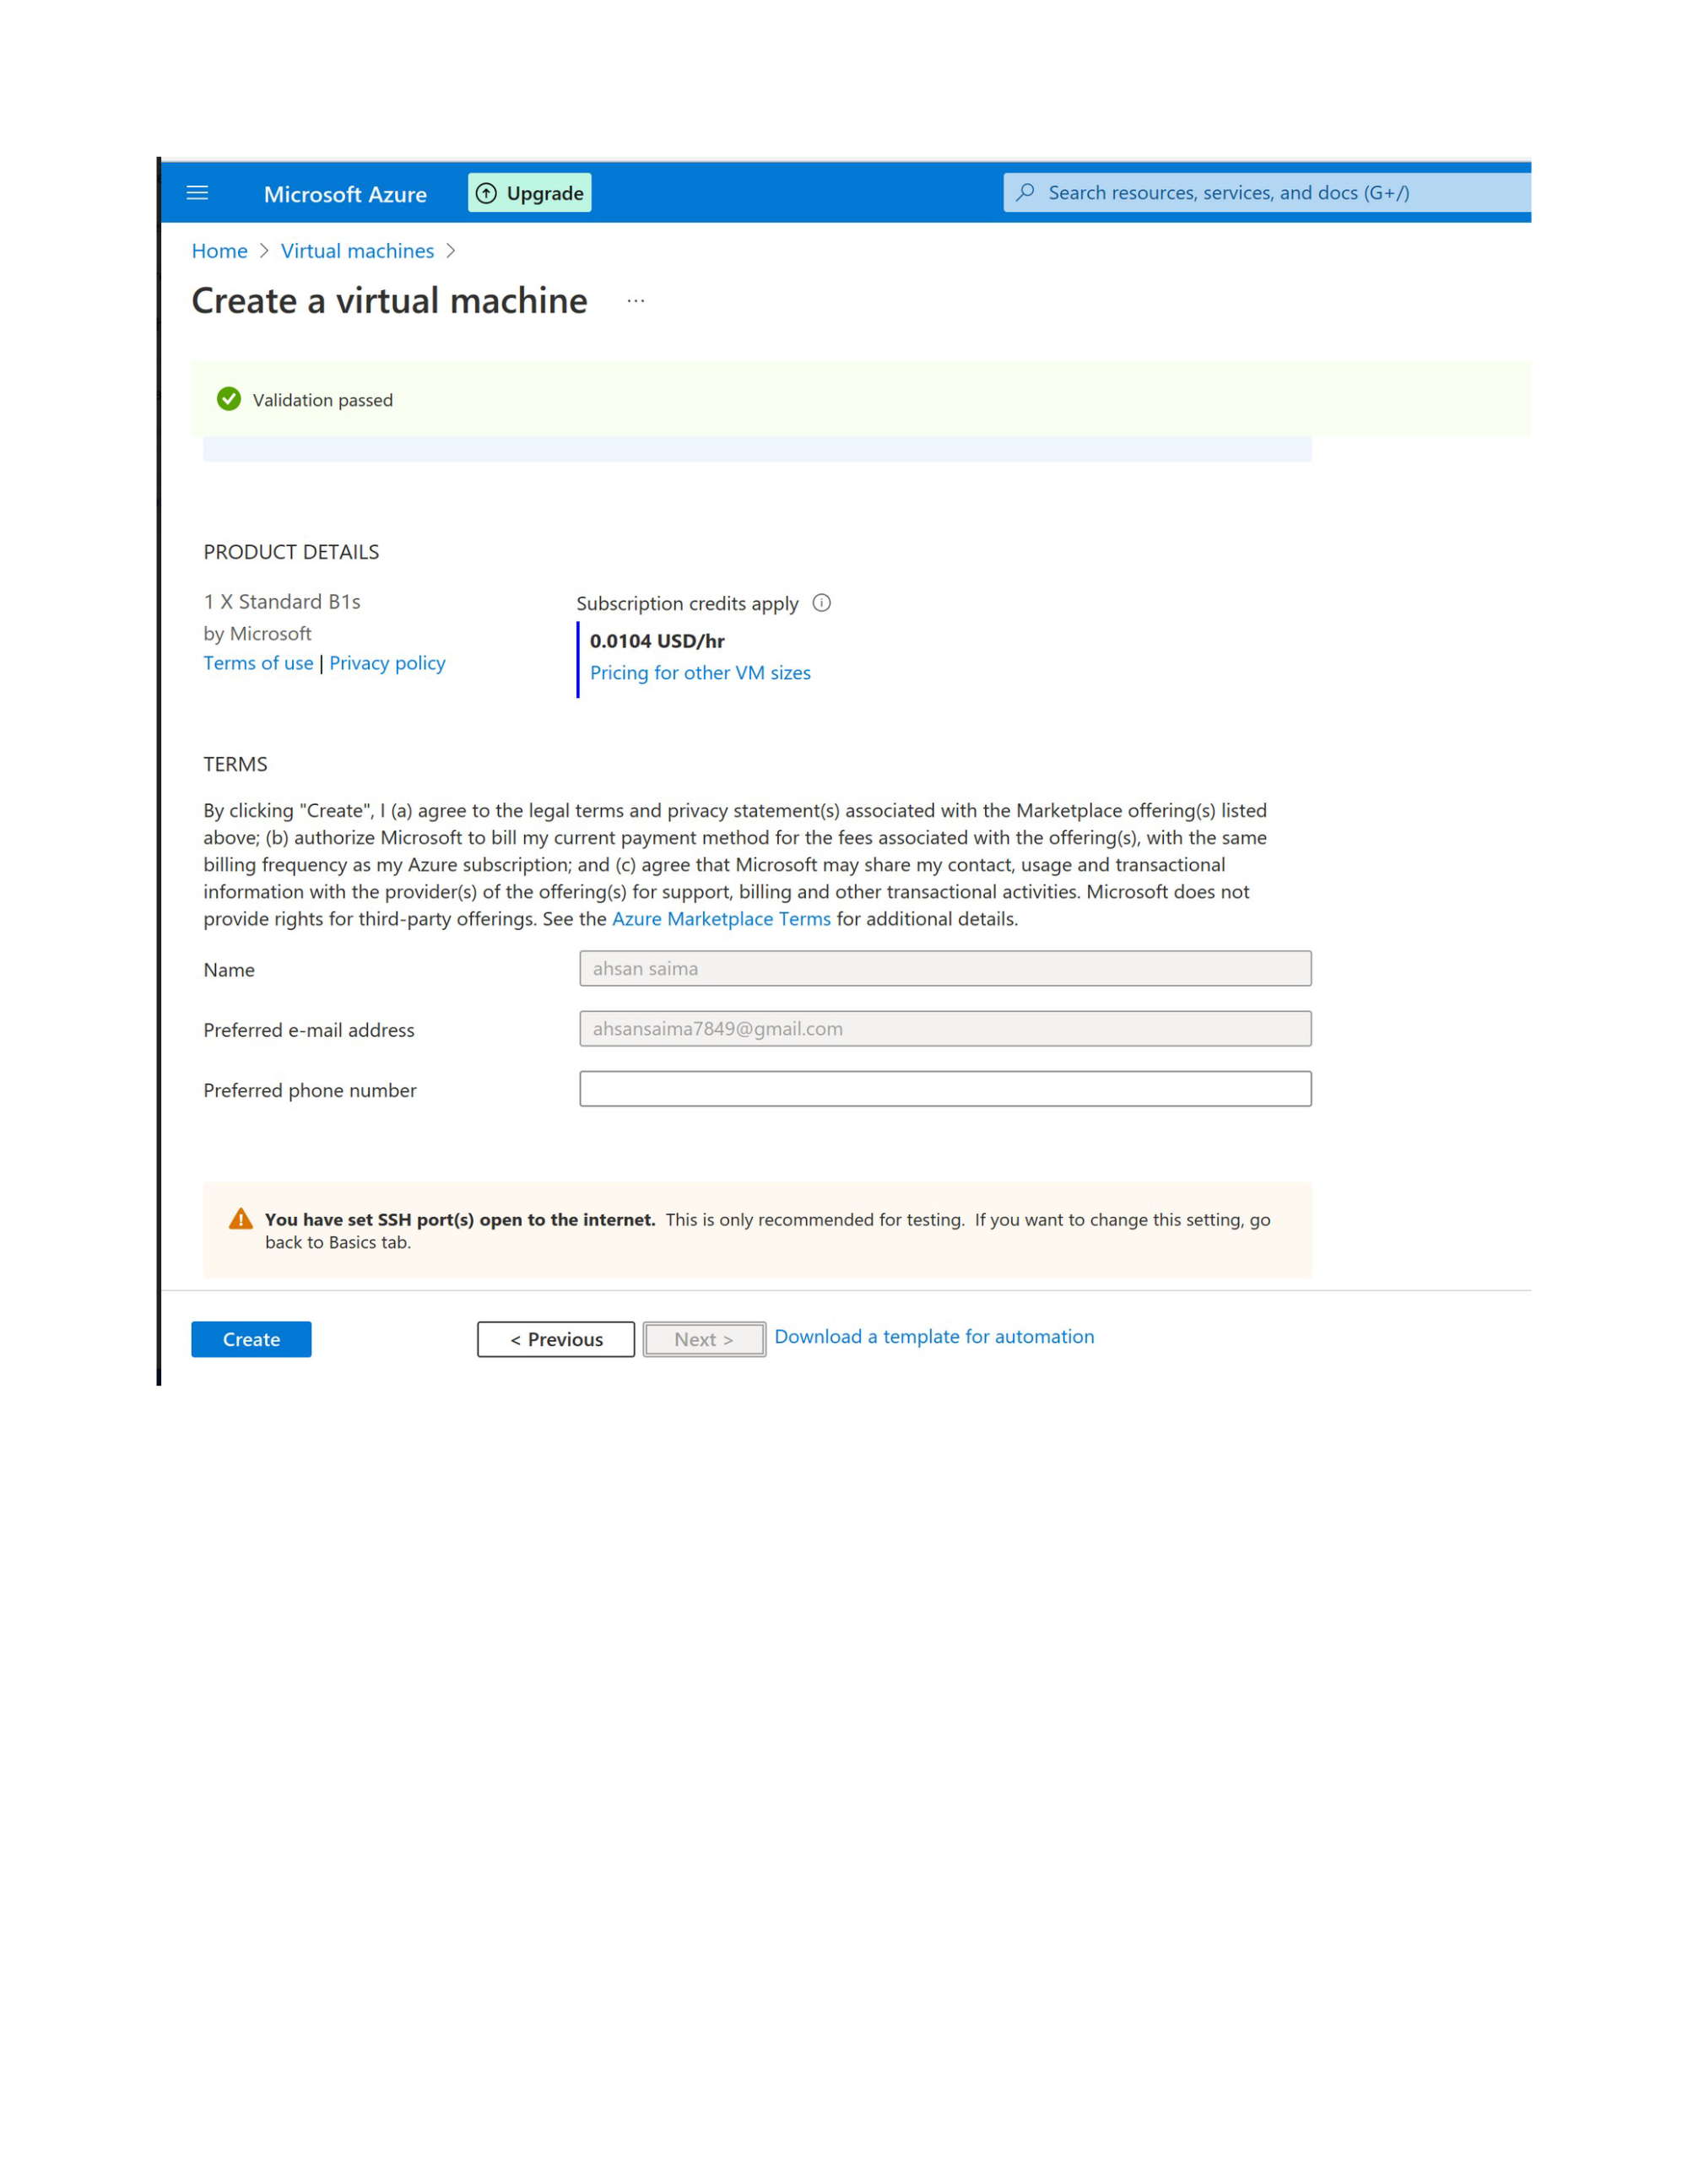 Microsoft Azure
Upgrade
Search resources, services, and docs (G+/)
Home > Virtual machines >
Create a virtual machine ...
Validation passed
PRODUCT DETAILS
1 X Standard B1s
by Microsoft
Terms of use | Privacy policy
Subscription credits apply
0.0104 USD/hr
Pricing for other VM sizes
TERMS
By clicking "Create", I (a) agree to the legal terms and privacy statement(s) associated with the Marketplace offering(s) listed
above; (b) authorize Microsoft to bill my current payment method for the fees associated with the offering(s), with the same
billing frequency as my Azure subscription; and (c) agree that Microsoft may share my contact, usage and transactional
information with the provider(s) of the offering(s) for support, billing and other transactional activities. Microsoft does not
provide rights for third-party offerings. See the Azure Marketplace Terms for additional details.
Name
ahsan saima
Preferred e-mail address
ahsansaima7849@gmail.com
Preferred phone number
You have set SSH port(s) open to the internet. This is only recommended for testing. If you want to change this setting, go
back to Basics tab.
Create
< Previous
Next >
Download a template for automation